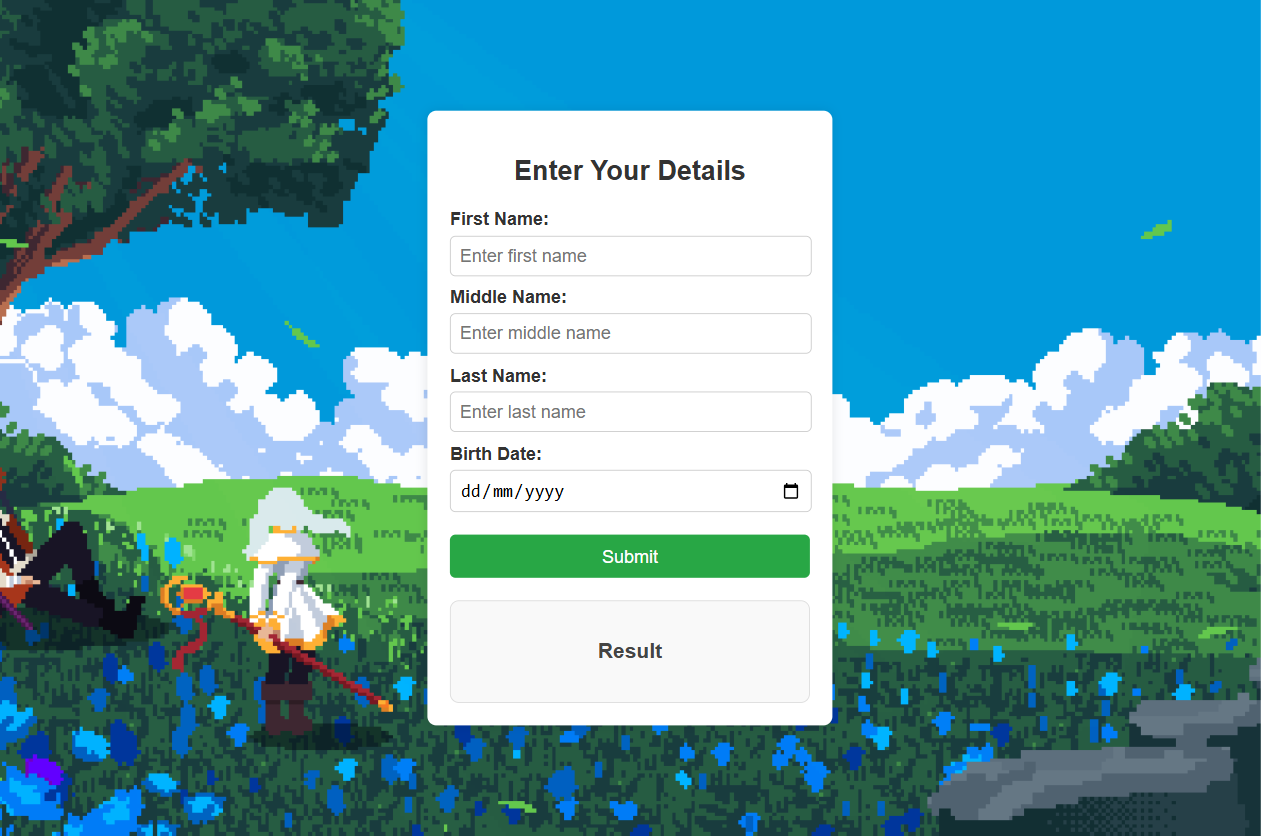 Enter Your Details
First Name:
Enter first name
Middle Name:
Enter middle name
Last Name:
Enter last name
Birth Date:
dd/mm/yyyy
Submit
Result